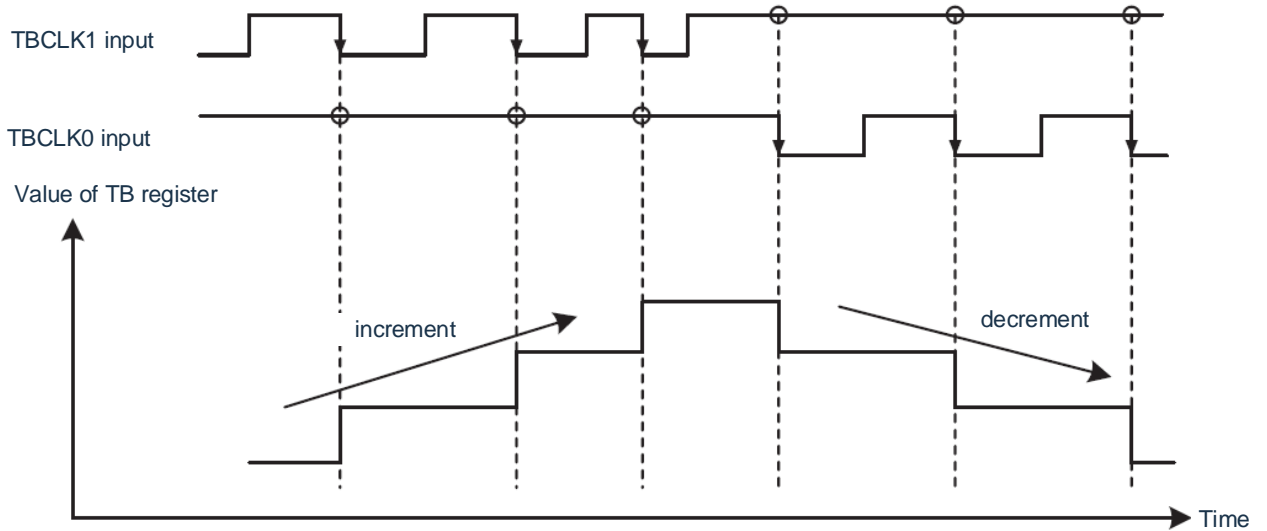 TBCLK1 input
TBCLK0 input
Value of TB register
increment
decrement
Time